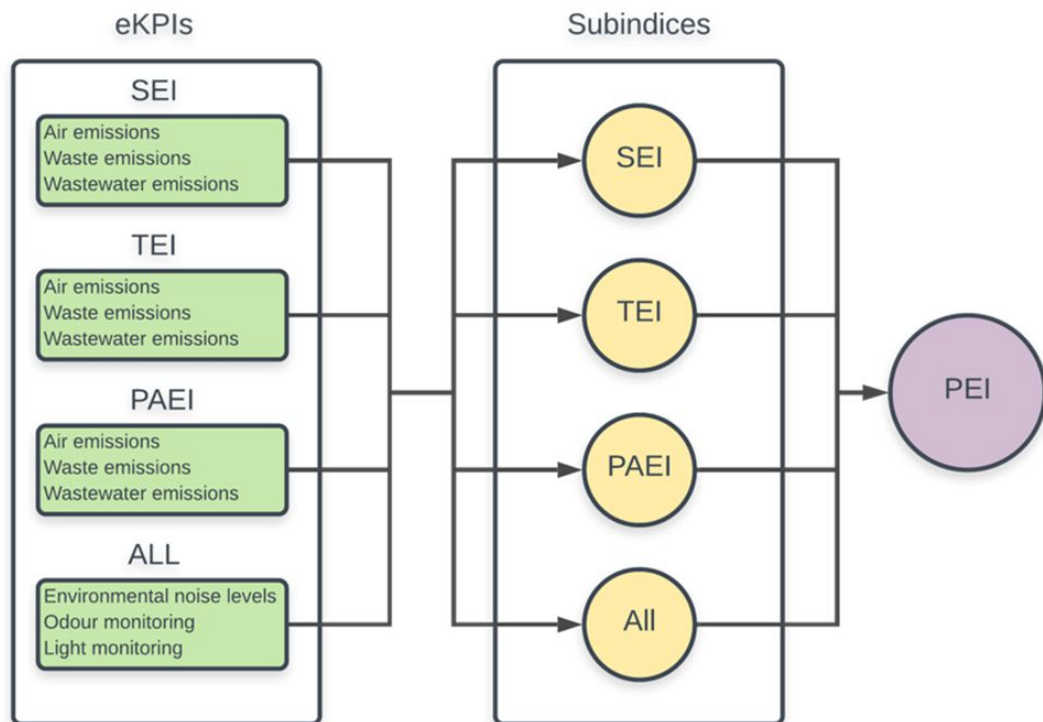 eKPIs
SEI
Air emissions
Waste emissions
Wastewater emissions
TEI
Air emissions
Waste emissions
Wastewater emissions
PAEI
Air emissions
Waste emissions
Wastewater emissions
ALL
Environmental noise levels
Odour monitoring
Light monitoring
Subindices
SEI
TEI
PAEI
All
PEI